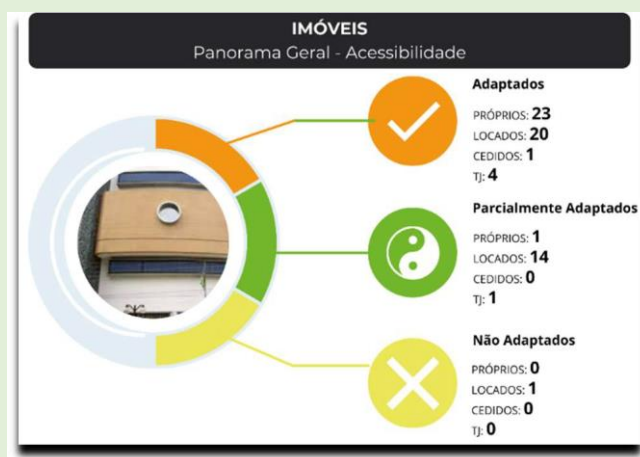 IMÓVEIS
Panorama Geral - Acessibilidade
Adaptados
PRÓPRIOS: 23
LOCADOS: 20
CEDIDOS: 1
TJ: 4
Parcialmente Adaptados
PRÓPRIOS: 1
LOCADOS: 14
CEDIDOS: 0
TJ: 1
Não Adaptados
PRÓPRIOS: 0
LOCADOS: 1
CEDIDOS: 0
TJ: 0